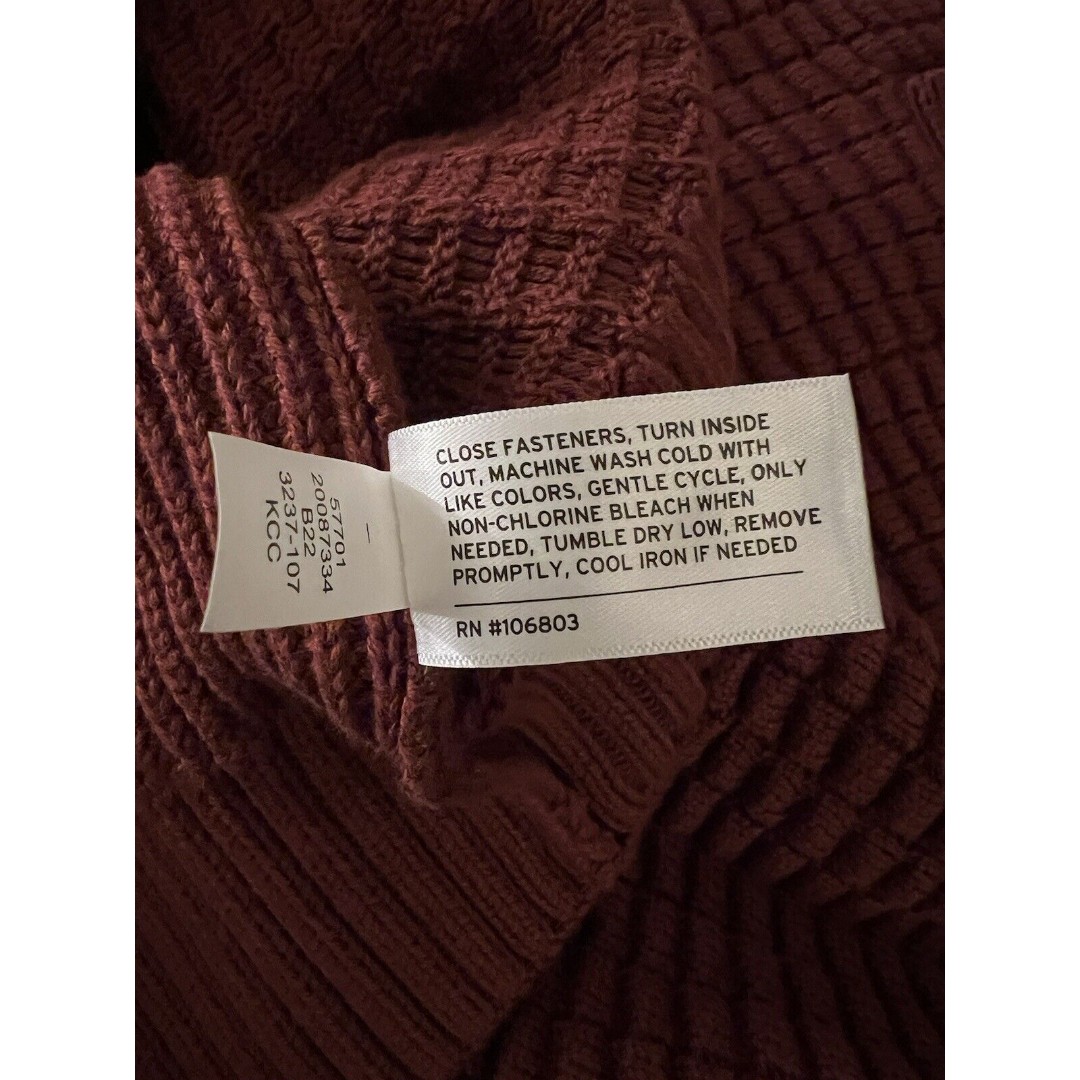 CLOSE FASTENERS, TURN INSIDE
OUT, MACHINE WASH COLD WITH
LIKE COLORS, GENTLE CYCLE, ONLY
NON-CHLORINE BLEACH WHEN
NEEDED, TUMBLE DRY LOW, REMOVE
PROMPTLY, COOL IRON IF NEEDED
RN #106803
57701
20087334
B22
3237-107
KCC